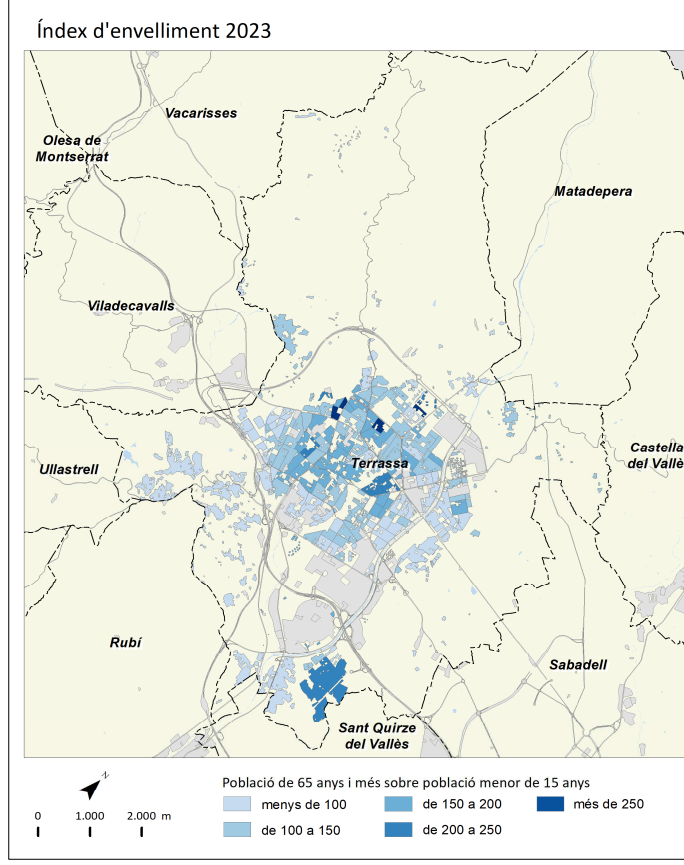 Índex d'envelliment 2023
Vacarisses
Olesa de
Montserrat
Matadepera
Viladecavalls
Castella
del Vallè
Ullastrell
Terrassa
Rubí
Sabadell
Sant Quirze
del Vallès
N
Població de 65 anys i més sobre població menor de 15 anys
menys de 100
de 150 a 200
més de 250
0
1.000
2.000 m
de 100 a 150
de 200 a 250